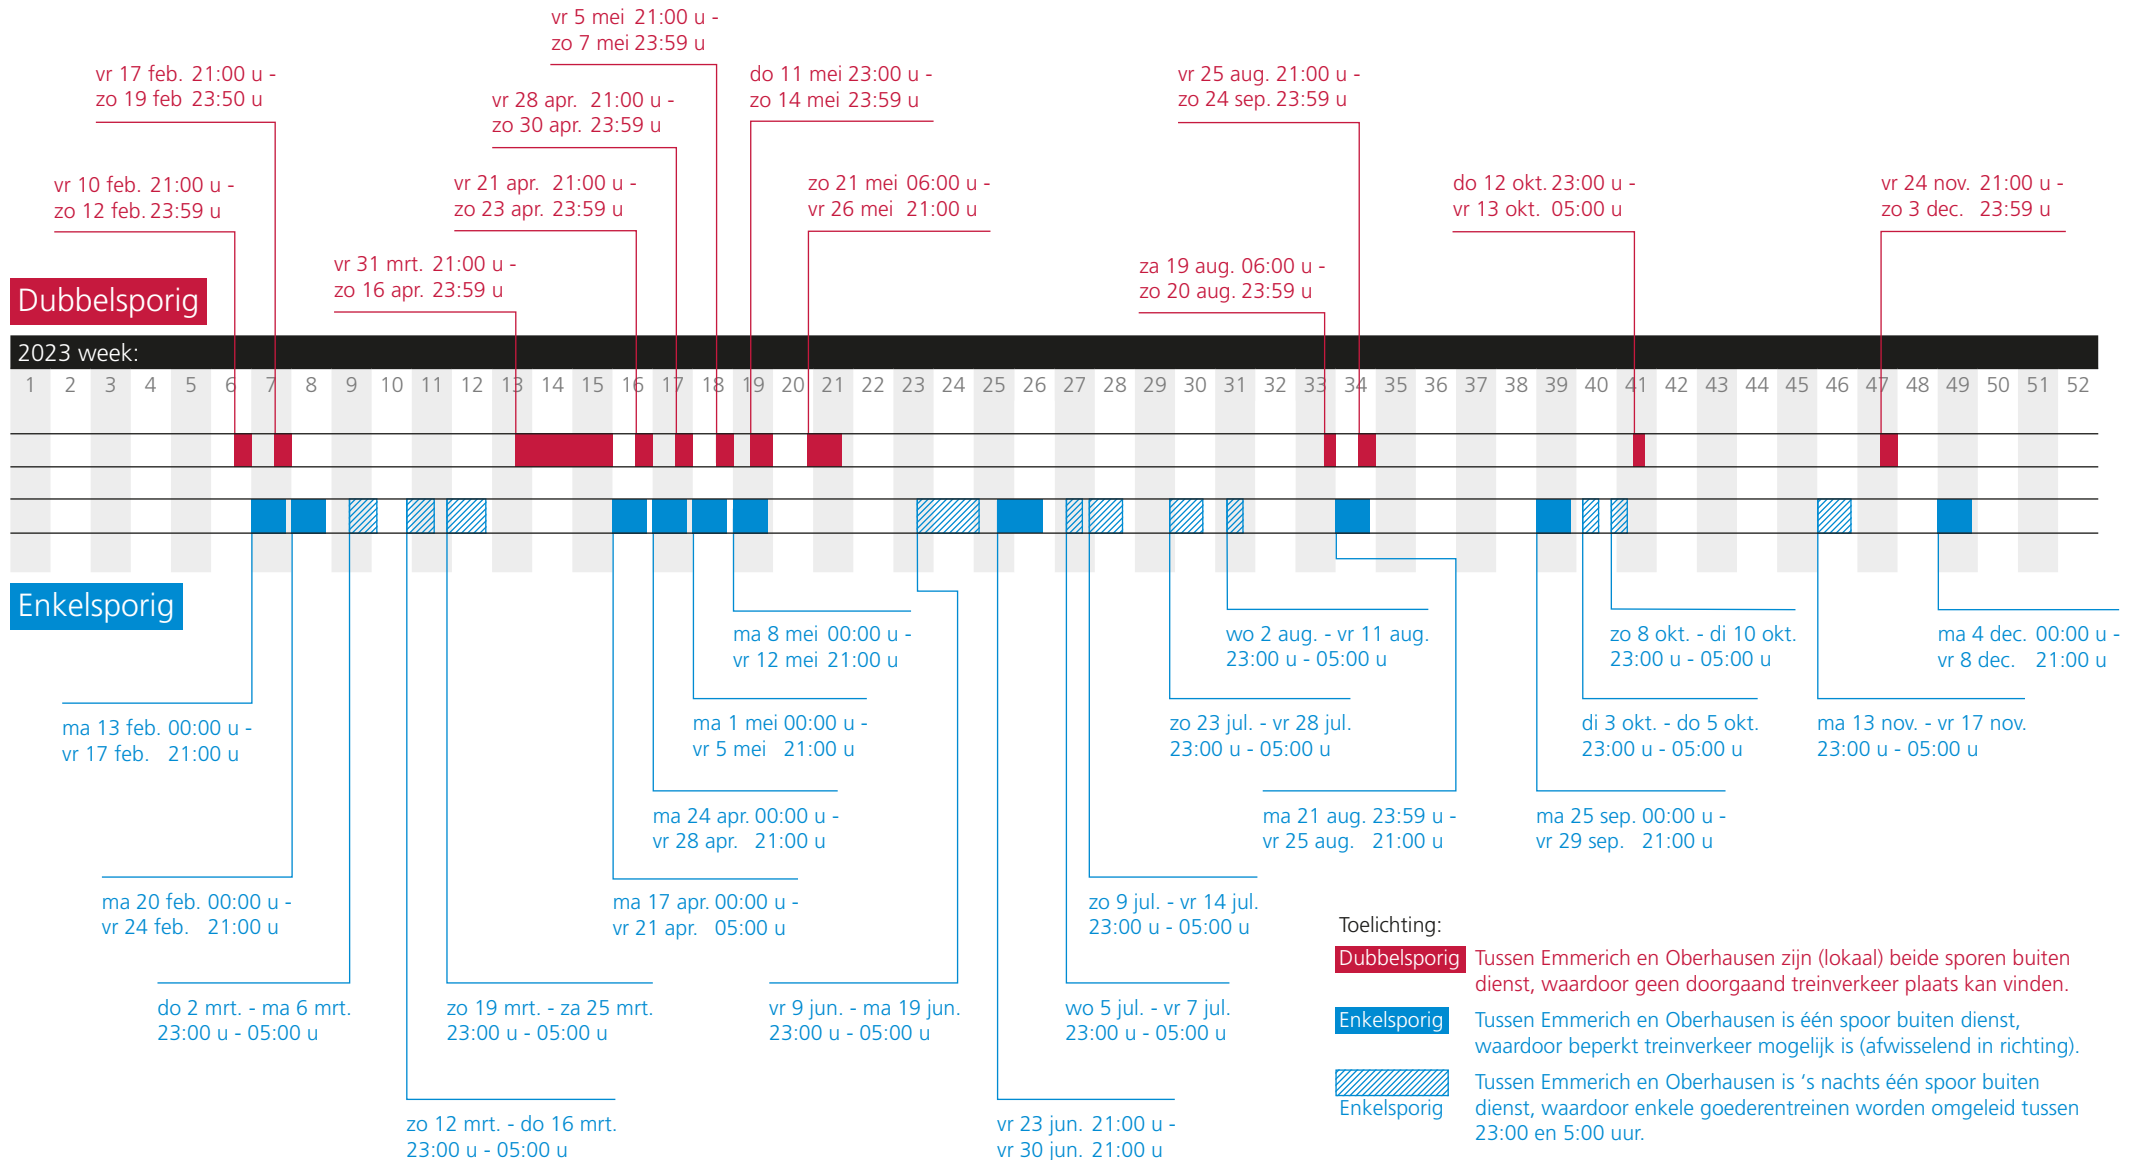 vr 5 mei 21:00 u -
zo 7 mei 23:59 u
vr 17 feb. 21:00 u -
zo 19 feb 23:50 u
vr 28 apr. 21:00 u -
zo 30 apr. 23:59 u
do 11 mei 23:00 u -
zo 14 mei 23:59 u
vr 25 aug. 21:00 u -
zo 24 sep. 23:59 u
vr 10 feb. 21:00 u -
zo 12 feb. 23:59 u
vr 21 apr. 21:00 u -
zo 23 apr. 23:59 u
zo 21 mei 06:00 u -
vr 26 mei 21:00 u
do 12 okt. 23:00 u -
vr 13 okt. 05:00 u
vr 24 nov. 21:00 u -
zo 3 dec. 23:59 u
vr 31 mrt. 21:00 u -
zo 16 apr. 23:59 u
za 19 aug. 06:00 u -
zo 20 aug. 23:59 u
Dubbelsporig
2023 week:
1 2 3 4 5 6 7 8 9 10 11 12 13 14 15 16 17 18 19 20 21 22 23 24 25 26 27 28 29 30 31 32 33 34 35 36 37 38 39 40 41 42 43 44 45 46 47 48 49 50 51 52
Enkelsporig
ma 8 mei 00:00 u -
vr 12 mei 21:00 u
wo 2 aug. - vr 11 aug.
23:00 u - 05:00 u
zo 8 okt. - di 10 okt.
23:00 u - 05:00 u
ma 4 dec. 00:00 u -
vr 8 dec. 21:00 u
ma 13 feb. 00:00 u -
vr 17 feb. 21:00 u
ma 1 mei 00:00 u -
vr 5 mei 21:00 u
zo 23 jul. - vr 28 jul.
23:00 u - 05:00 u
di 3 okt. - do 5 okt.
23:00 u - 05:00 u
ma 13 nov. - vr 17 nov.
23:00 u - 05:00 u
ma 24 apr. 00:00 u -
vr 28 apr. 21:00 u
ma 21 aug. 23:59 u -
vr 25 aug. 21:00 u
ma 25 sep. 00:00 u -
vr 29 sep. 21:00 u
ma 20 feb. 00:00 u -
vr 24 feb. 21:00 u
ma 17 apr. 00:00 u -
vr 21 apr. 05:00 u
zo 9 jul. - vr 14 jul.
23:00 u - 05:00 u
do 2 mrt. - ma 6 mrt.
23:00 u - 05:00 u
zo 19 mrt. - za 25 mrt.
23:00 u - 05:00 u
vr 9 jun. - ma 19 jun.
23:00 u - 05:00 u
wo 5 jul. - vr 7 jul.
23:00 u - 05:00 u
zo 12 mrt. - do 16 mrt.
23:00 u - 05:00 u
vr 23 jun. 21:00 u -
vr 30 jun. 21:00 u
Toelichting:
Dubbelsporig Tussen Emmerich en Oberhausen zijn (lokaal) beide sporen buiten
dienst, waardoor geen doorgaand treinverkeer plaats kan vinden.
Enkelsporig Tussen Emmerich en Oberhausen is één spoor buiten dienst,
waardoor beperkt treinverkeer mogelijk is (afwisselend in richting).
Tussen Emmerich en Oberhausen is ‘s nachts één spoor buiten
Enkelsporig dienst, waardoor enkele goederentreinen worden omgeleid tussen
23:00 en 5:00 uur.